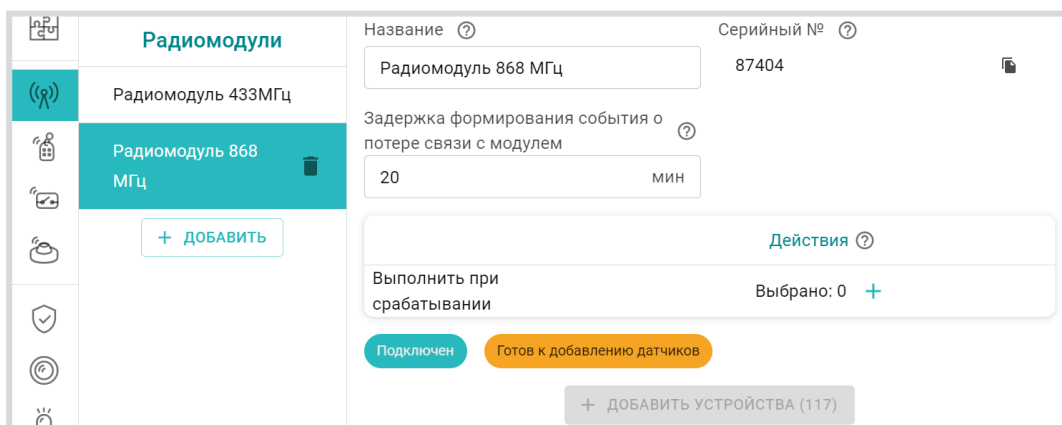 Радиомодули
Радиомодуль 433МГц
Радиомодуль 868
МГц
+ ДОБАВИТЬ
Название ?
Радиомодуль 868 МГц
Серийный № ?
87404
Задержка формирования события о
потере связи с модулем ?
20 мин
Действия ?
Выполнить при
срабатывании
Выбрано: 0 +
Подключен
Готов к добавлению датчиков
+ ДОБАВИТЬ УСТРОЙСТВА (117)